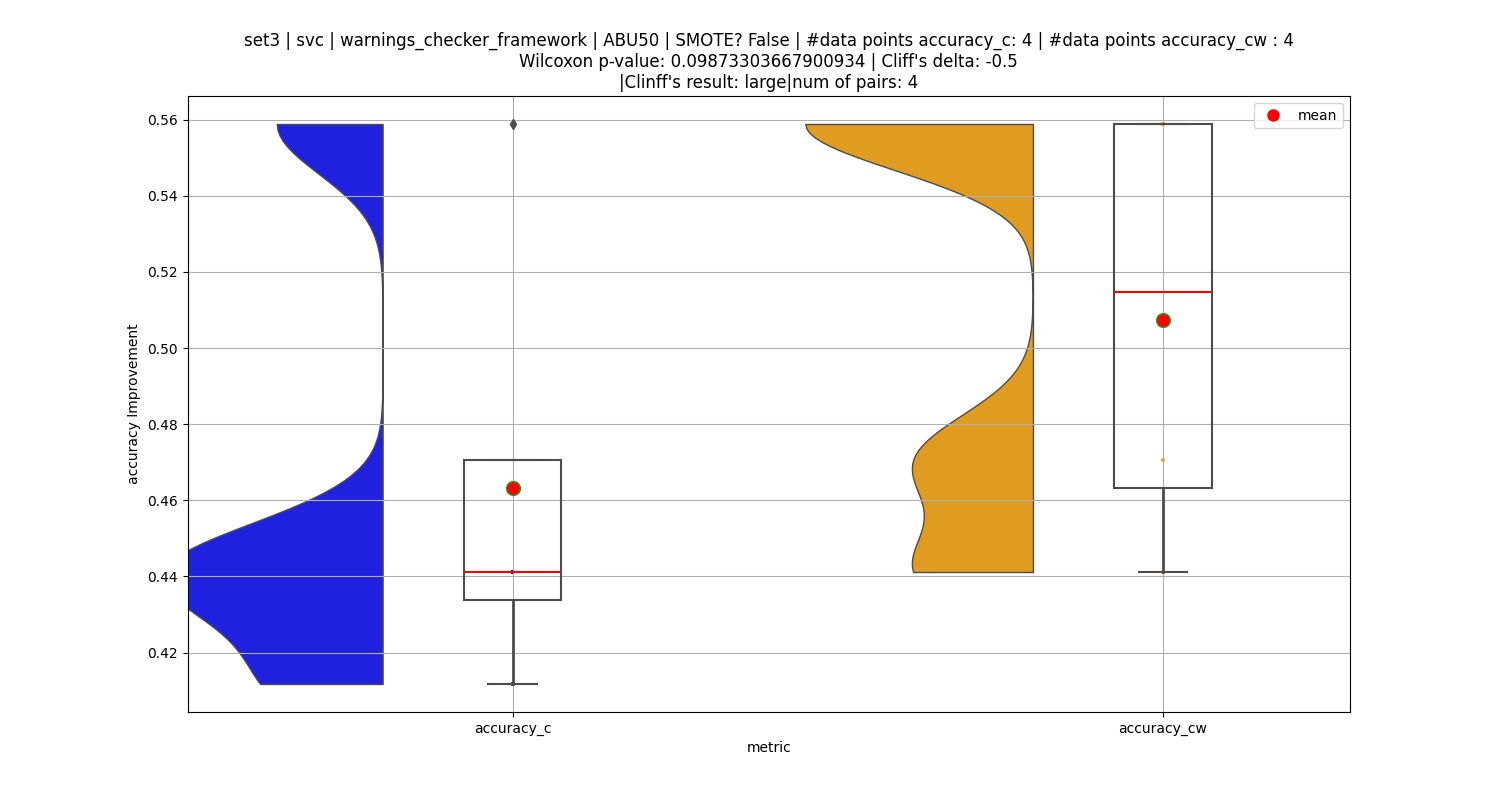 set3 | svc | warnings_checker_framework | ABU50 | SMOTE? False | #data points accuracy_c: 4 | #data points accuracy_cw : 4
Wilcoxon p-value: 0.09873303667900934 | Cliff's delta: -0.5
|Clinff's result: large|num of pairs: 4
mean
0.56
0.54
0.52
0.50
0.48
0.46
0.44
0.42
accuracy Improvement
accuracy_c
accuracy_cw
metric